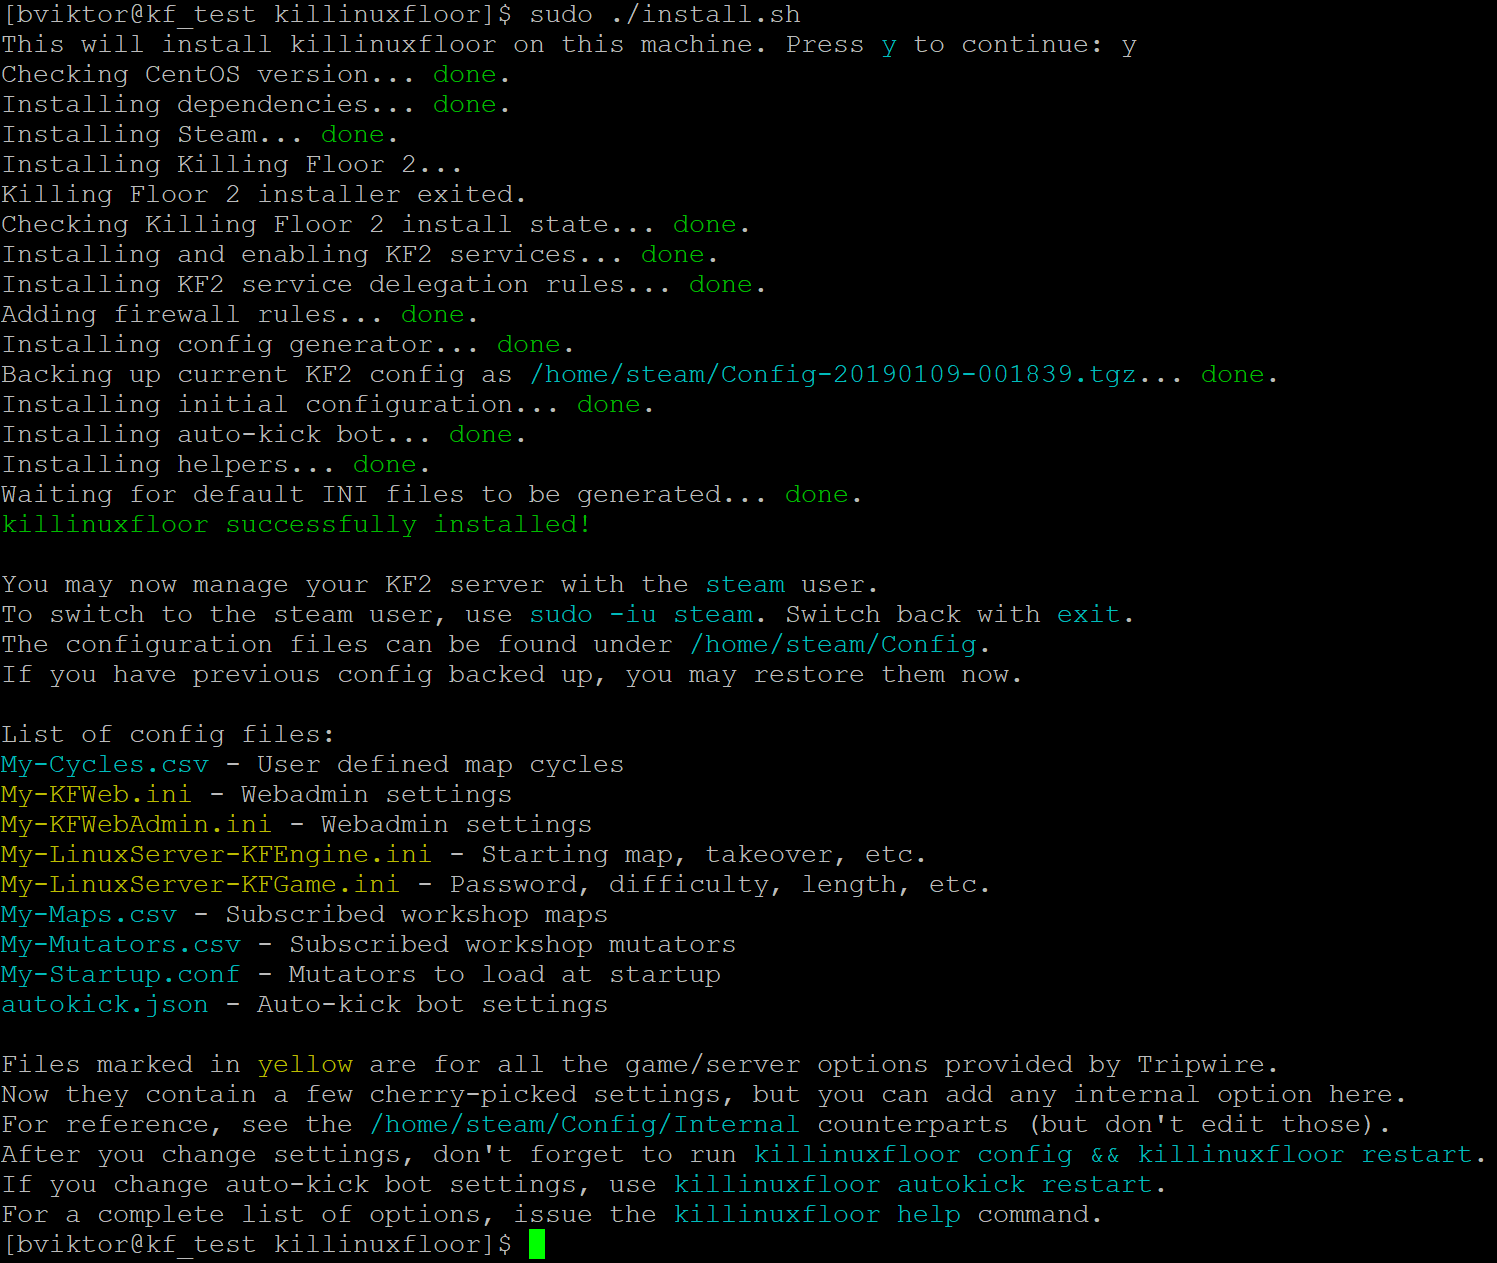 [bviktor@kf_test killinuxfloor]$ sudo ./install.sh
This will install killinuxfloor on this machine. Press y to continue: y
Checking CentOS version... done.
Installing dependencies... done.
Installing Steam... done.
Installing Killing Floor 2...
Killing Floor 2 installer exited.
Checking Killing Floor 2 install state... done.
Installing and enabling KF2 services... done.
Installing KF2 service delegation rules... done.
Adding firewall rules... done.
Installing config generator... done.
Backing up current KF2 config as /home/steam/Config-20190109-001839.tgz... done.
Installing initial configuration... done.
Installing auto-kick bot... done.
Installing helpers... done.
Waiting for default INI files to be generated... done.
killinuxfloor successfully installed!

You may now manage your KF2 server with the steam user.
To switch to the steam user, use sudo -iu steam. Switch back with exit.
The configuration files can be found under /home/steam/Config.
If you have previous config backed up, you may restore them now.

List of config files:
My-Cycles.csv - User defined map cycles
My-KFWeb.ini - Webadmin settings
My-KFWebAdmin.ini - Webadmin settings
My-LinuxServer-KFEngine.ini - Starting map, takeover, etc.
My-LinuxServer-KFGame.ini - Password, difficulty, length, etc.
My-Maps.csv - Subscribed workshop maps
My-Mutators.csv - Subscribed workshop mutators
My-Startup.conf - Mutators to load at startup
autokick.json - Auto-kick bot settings

Files marked in yellow are for all the game/server options provided by Tripwire.
Now they contain a few cherry-picked settings, but you can add any internal option here.
For reference, see the /home/steam/Config/Internal counterparts (but don't edit those).
After you change settings, don't forget to run killinuxfloor config && killinuxfloor restart.
If you change auto-kick bot settings, use killinuxfloor autokick restart.
For a complete list of options, issue the killinuxfloor help command.
[bviktor@kf_test killinuxfloor]$